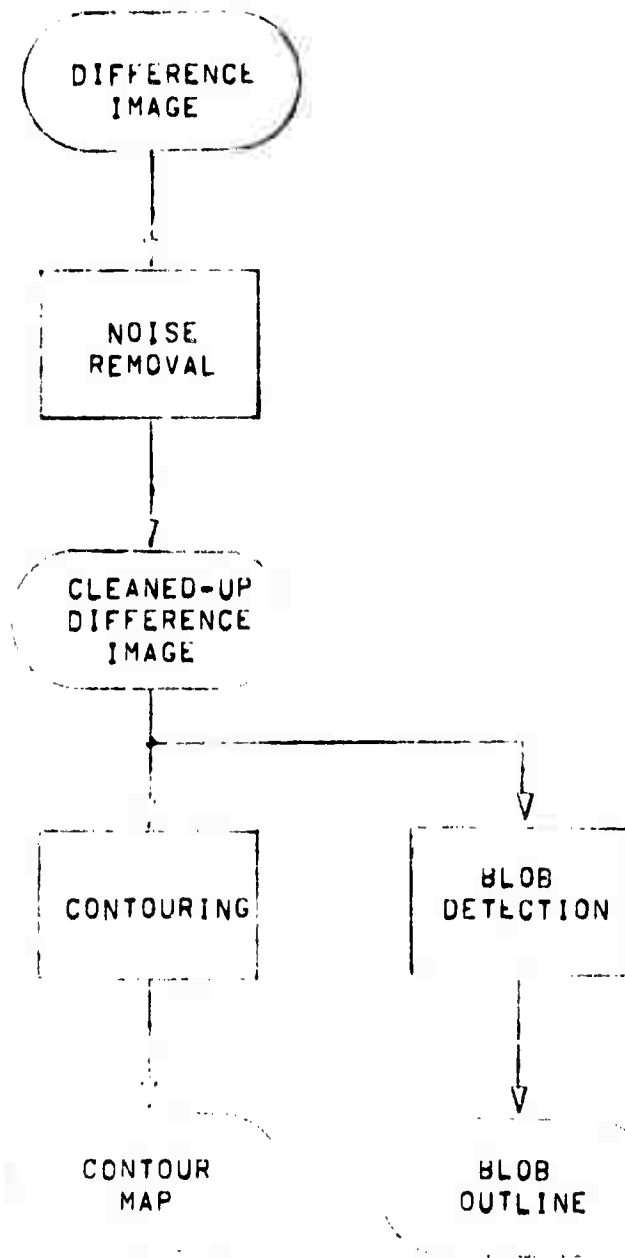 DIFFERENCE
IMAGE
NOISE
REMOVAL
CLEANED-UP
DIFFERENCE
IMAGE
CONTOURING
BLOB
DETECTION
CONTOUR
MAP
BLOB
OUTLINE